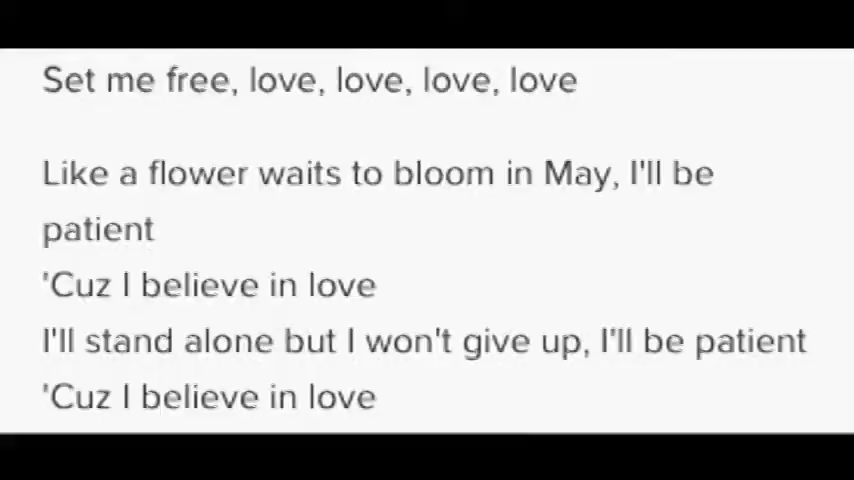 Set me free, love, love, love, love
Like a flower waits to bloom in May, I'll be
patient
'Cuz I believe in love
I'll stand alone but I won't give up, I'll be patient
'Cuz I believe in love